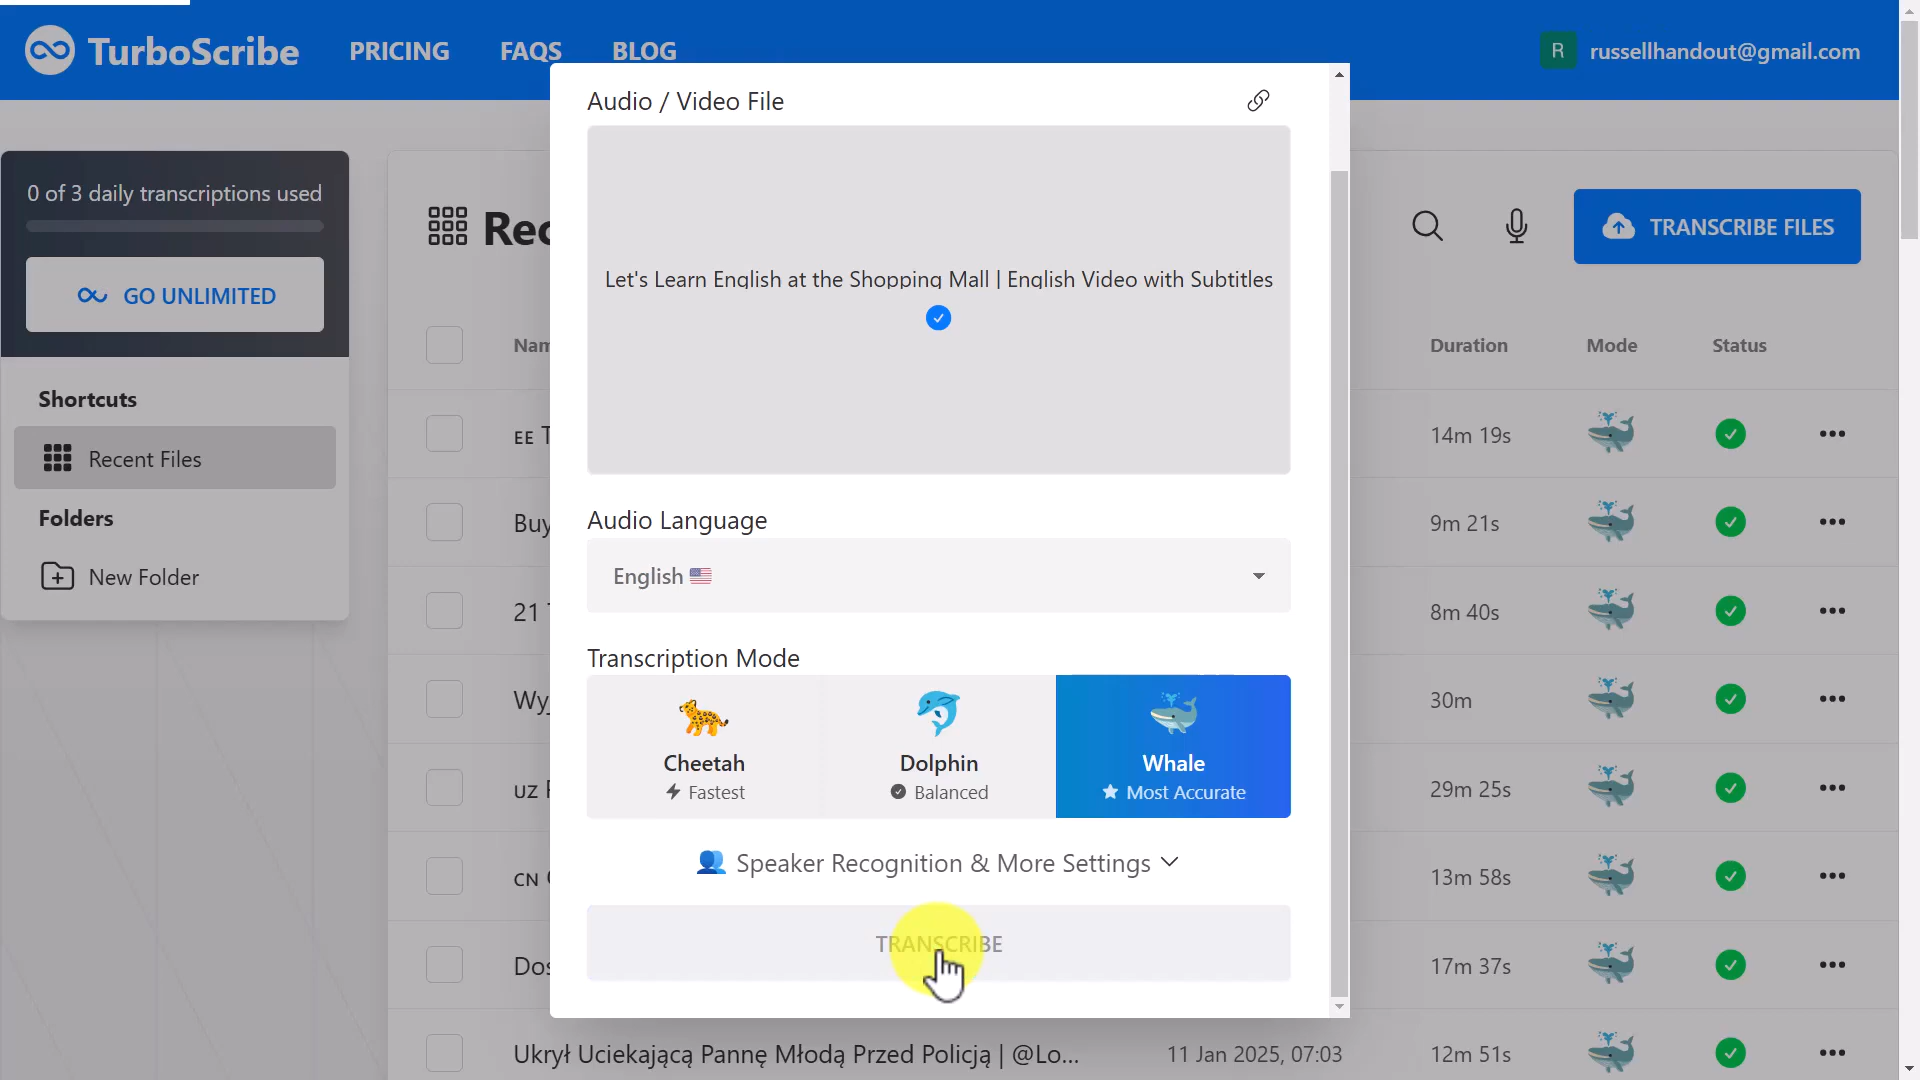 TurboScribe
PRICING
FAQS
BLOG
R
russellhandout@gmail.com
0 of 3 daily transcriptions used
GO UNLIMITED
Shortcuts
Recent Files
Folders
New Folder
Audio / Video File
Let's Learn English at the Shopping Mall | English Video with Subtitles
Audio Language
English
Transcription Mode
Cheetah
Fastest
Dolphin
Balanced
Whale
Most Accurate
Speaker Recognition & More Settings
TRANSCRIBE
TRANSCRIBE FILES
Duration Mode Status
14m 19s
9m 21s
8m 40s
30m
29m 25s
13m 58s
17m 37s
Ukrył Uciekającą Pannę Młodą Przed Policją | @Lo... 11 Jan 2025, 07:03 12m 51s